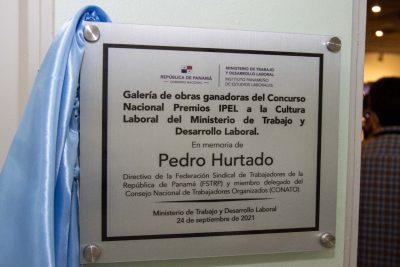 REPÚBLICA DE PANAMÁ
GOBIERNO NACIONAL
MINISTERIO DE TRABAJO
Y DESARROLLO LABORAL
INSTITUTO PANAMEÑO
DE ESTUDIOS LABORALES
Galería de obras ganadoras del Concurso
Nacional Premios IPEL a la Cultura
Laboral del Ministerio de Trabajo y
Desarrollo Laboral.
En memoria de
Pedro Hurtado
Directivo de la Federación Sindical de Trabajadores de la
República de Panamá (FSTRP) y miembro delegado del
Consejo Nacional de Trabajadores Organizados (CONATO).
Ministerio de Trabajo y Desarrollo Laboral
24 de septiembre de 2021